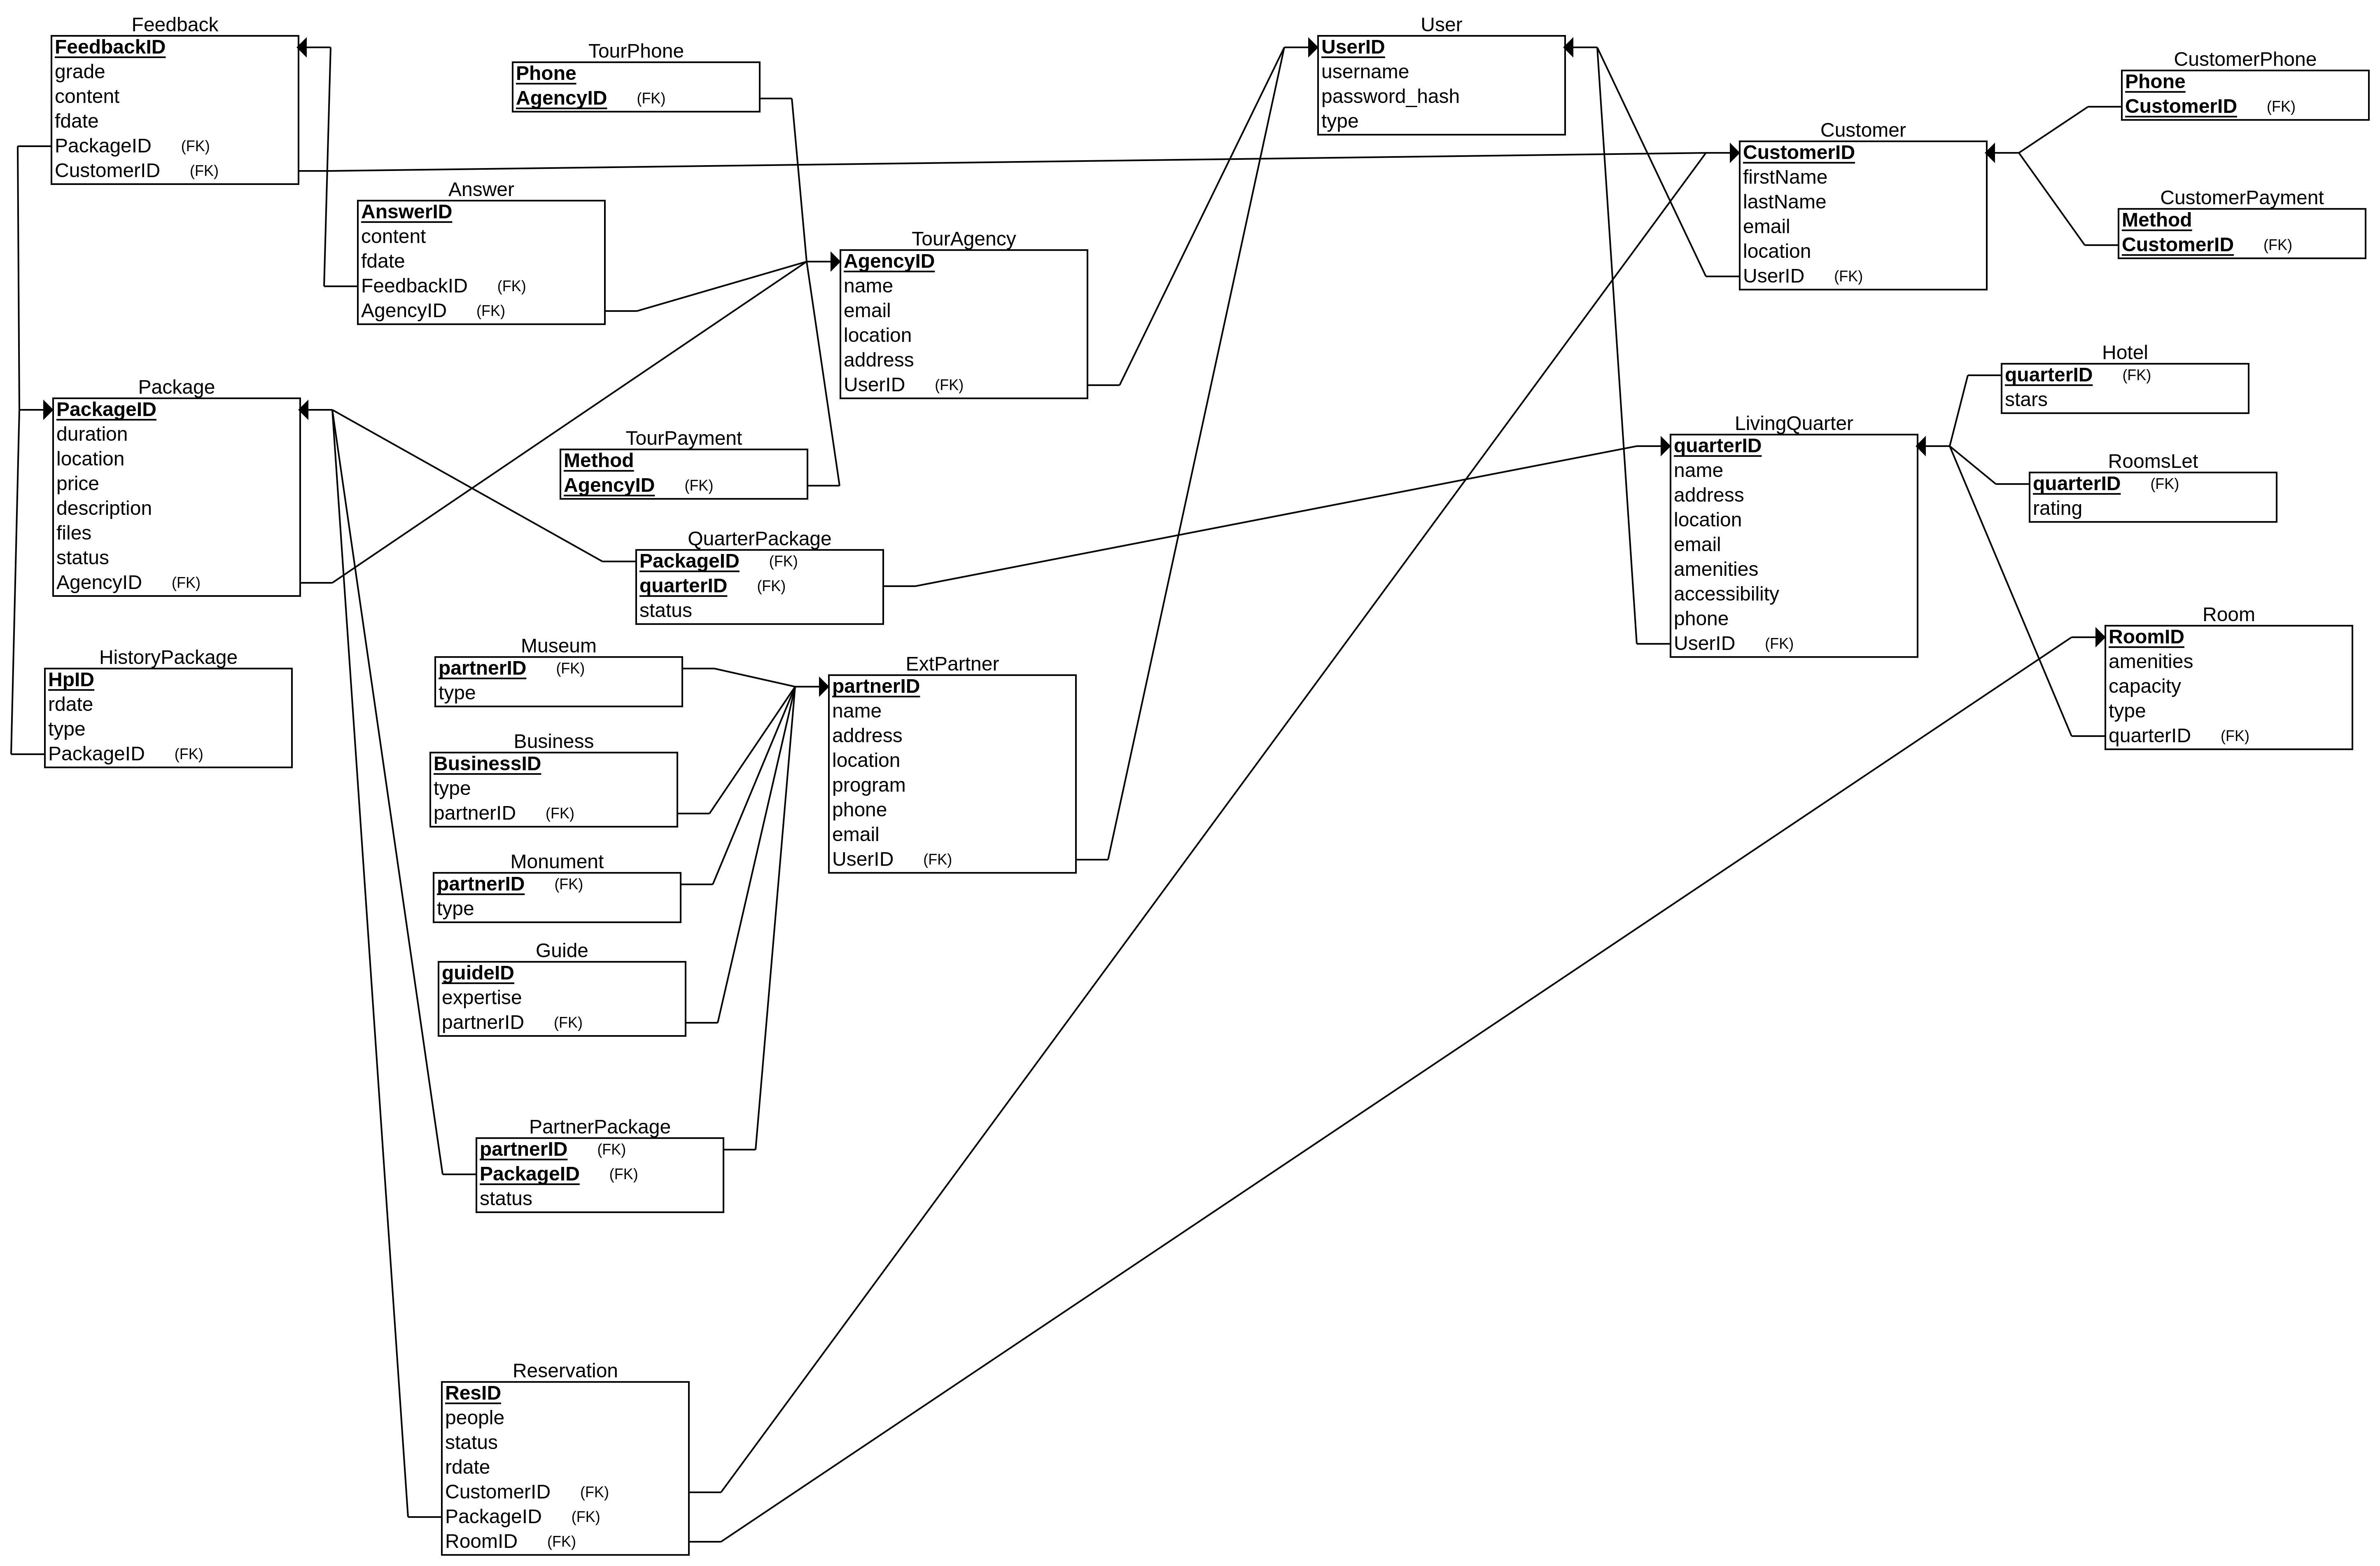 Feedback
FeedbackID
grade
content
fdate
PackageID (FK)
CustomerID (FK)
TourPhone
Phone
AgencyID (FK)
User
UserID
username
password_hash
type
CustomerPhone
Phone
CustomerID (FK)
Customer
CustomerID
firstName
lastName
email
location
UserID (FK)
CustomerPayment
Method
CustomerID (FK)
Answer
AnswerID
content
fdate
FeedbackID (FK)
AgencyID (FK)
TourAgency
AgencyID
name
email
location
address
UserID (FK)
Hotel
quarterID (FK)
stars
Package
PackageID
duration
location
price
description
files
status
AgencyID (FK)
TourPayment
Method
AgencyID (FK)
LivingQuarter
quarterID
name
address
location
email
amenities
accessibility
phone
UserID (FK)
RoomsLet
quarterID (FK)
rating
QuarterPackage
PackageID (FK)
quarterID (FK)
status
Room
RoomID
amenities
capacity
type
quarterID (FK)
HistoryPackage
HpID
rdate
type
PackageID (FK)
Museum
partnerID (FK)
type
ExtPartner
partnerID
name
address
location
program
phone
email
UserID (FK)
Business
BusinessID
type
partnerID (FK)
Monument
partnerID (FK)
type
Guide
guideID
expertise
partnerID (FK)
PartnerPackage
partnerID (FK)
PackageID (FK)
status
Reservation
ResID
people
status
rdate
CustomerID (FK)
PackageID (FK)
RoomID (FK)